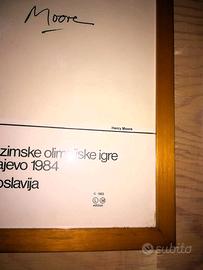 Moore
Henry Moore
zimske olimpijske igre
ajevo 1984
oslavija
© 1983
subito